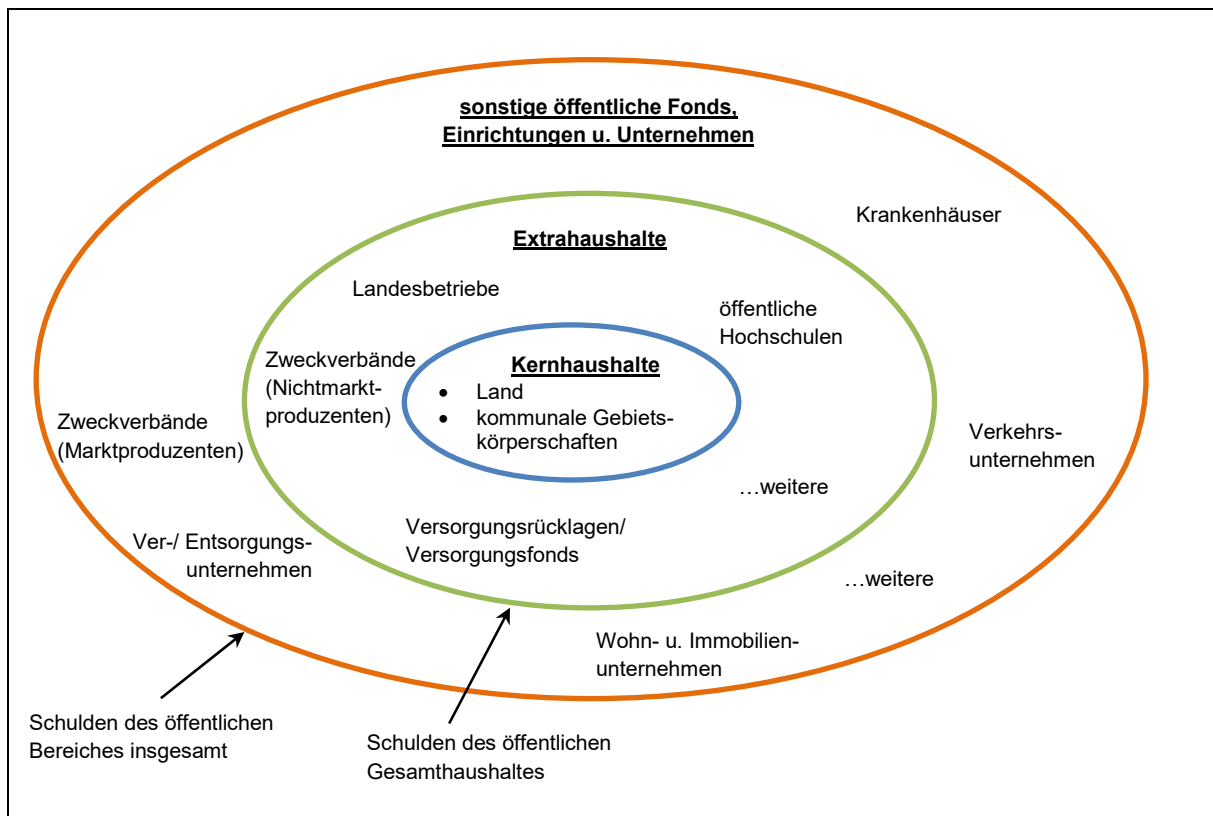 sonstige öffentliche Fonds,
Einrichtungen u. Unternehmen
Krankenhäuser
Extrahaushalte
Landesbetriebe
öffentliche
Hochschulen
Zweckverbände
(Nichtmarkt-
produzenten)
Kernhaushalte
• Land
• kommunale Gebiets-
körperschaften
Zweckverbände
(Marktproduzenten)
Verkehrs-
unternehmen
…weitere
Versorgungsrücklagen/
Versorgungsfonds
Ver-/ Entsorgungs-
unternehmen
…weitere
Wohn- u. Immobilien-
unternehmen
Schulden des öffentlichen
Bereiches insgesamt
Schulden des öffentlichen
Gesamthaushaltes